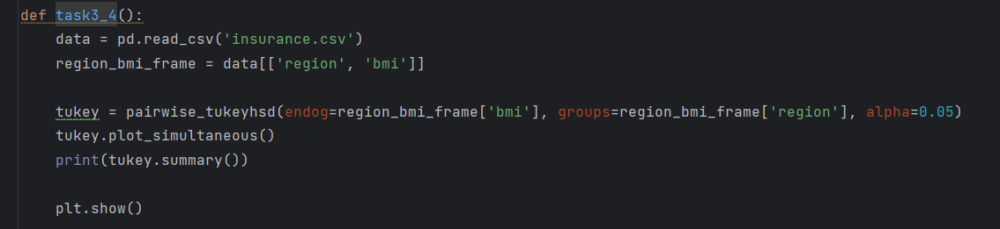 def task3_4():
    data = pd.read_csv('insurance.csv')
    region_bmi_frame = data[['region', 'bmi']]

    tukey = pairwise_tukeyhsd(endog=region_bmi_frame['bmi'], groups=region_bmi_frame['region'], alpha=0.05)
    tukey.plot_simultaneous()
    print(tukey.summary())

    plt.show()